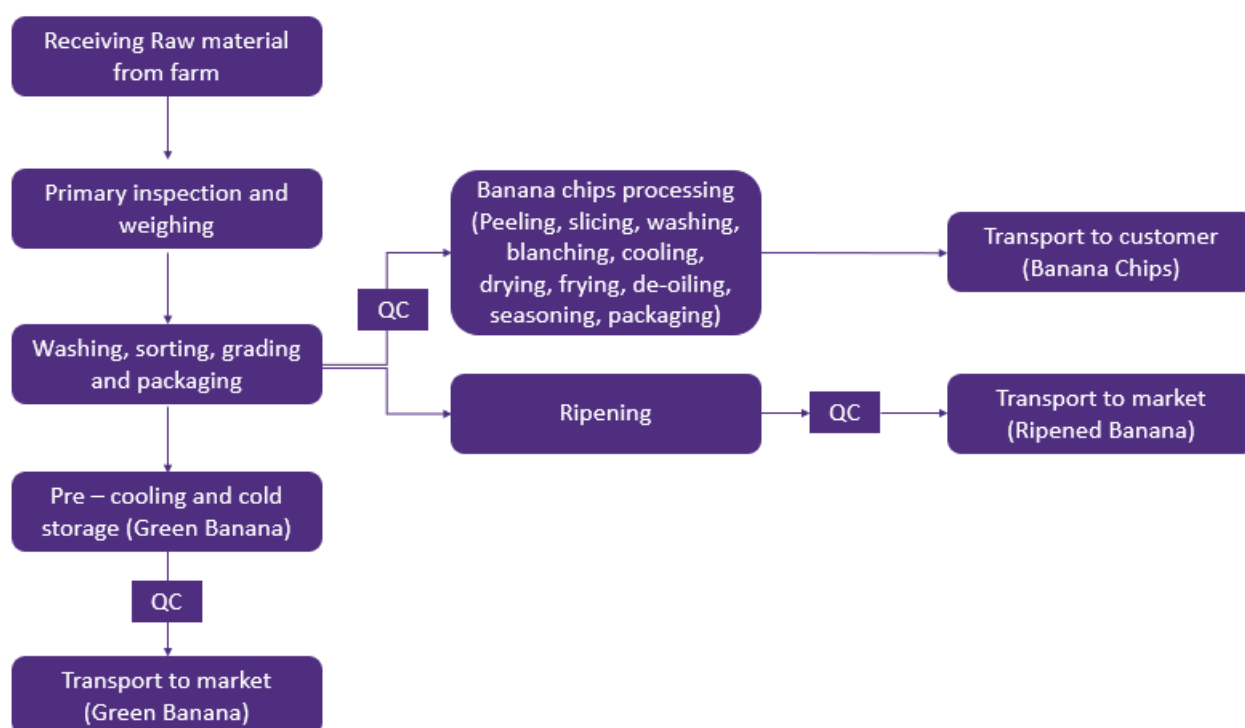 Receiving Raw material
from farm
Primary inspection and
weighing
Washing, sorting, grading
and packaging
Pre – cooling and cold
storage (Green Banana)
QC
Transport to market
(Green Banana)
QC
Banana chips processing
(Peeling, slicing, washing,
blanching, cooling,
drying, frying, de-oiling,
seasoning, packaging)
Transport to customer
(Banana Chips)
Ripening
QC
Transport to market
(Ripened Banana)